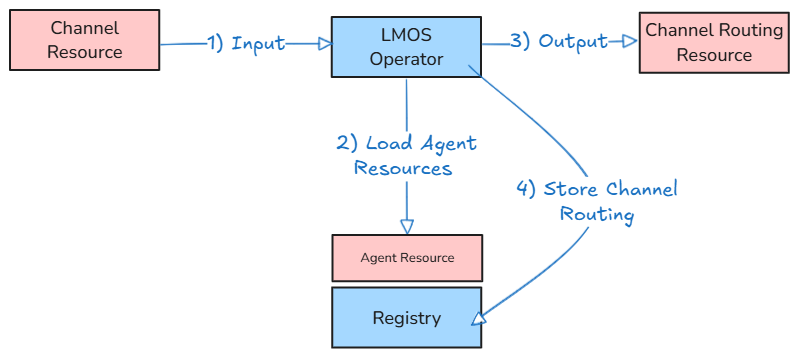 Channel
Resource
1) Input
LMOS
Operator
3) Output
Channel Routing
Resource
2) Load Agent
Resources
4) Store Channel
Routing
Agent Resource
Registry